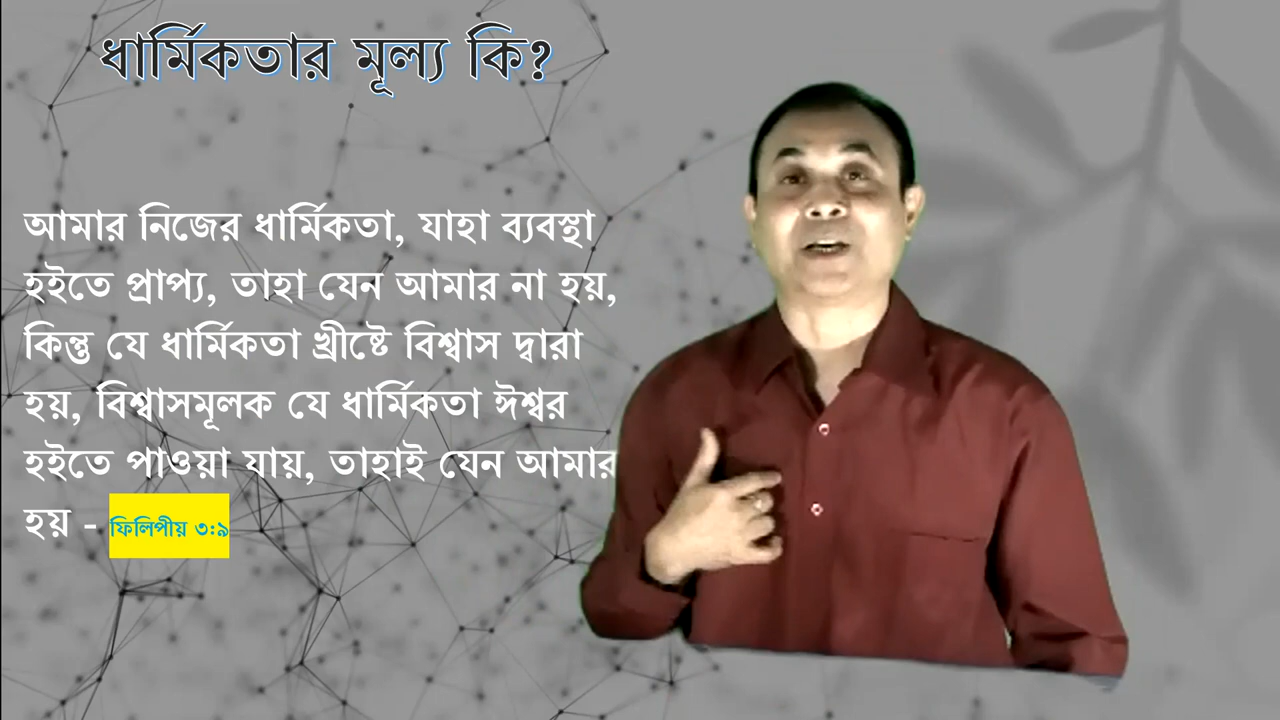 ধার্মিকতার মূল্য কি?
আমার নিজের ধার্মিকতা, যাহা ব্যবস্থা
হইতে প্রাপ্য, তাহা যেন আমার না হয়,
কিন্তু যে ধার্মিকতা খ্রীষ্টে বিশ্বাস দ্বারা
হয়, বিশ্বাসমূলক যে ধার্মিকতা ঈশ্বর
হইতে পাওয়া যায়, তাহাই যেন আমার
হয় - ফিলিপীয় ৩:৯